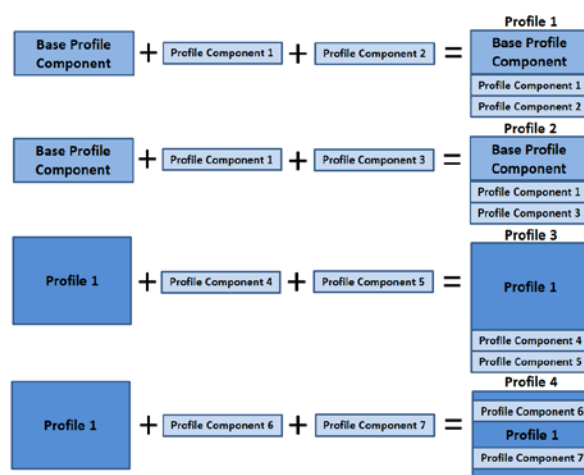 Profile 1
Base Profile
Component
+
Profile Component 1
+
Profile Component 2
=
Base Profile
Component
Profile Component 1
Profile Component 2
Profile 2
Base Profile
Component
+
Profile Component 1
+
Profile Component 3
=
Base Profile
Component
Profile Component 1
Profile Component 3
Profile 3
Profile 1
+
Profile Component 4
+
Profile Component 5
=
Profile 1
Profile Component 4
Profile Component 5
Profile 4
Profile 1
+
Profile Component 6
+
Profile Component 7
=
Profile Component 6
Profile 1
Profile Component 7